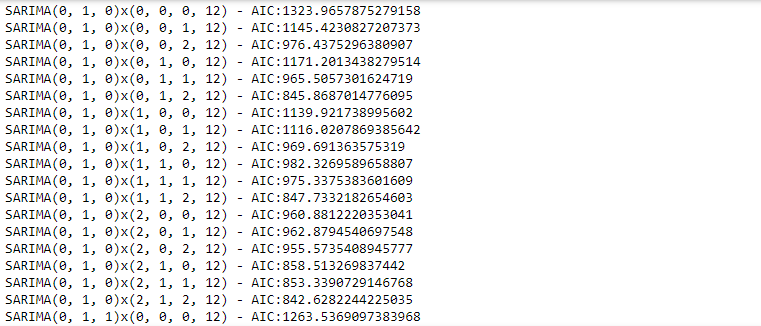 SARIMA(0, 1, 0)x(0, 0, 0, 12) - AIC:1323.9657875279158
SARIMA(0, 1, 0)x(0, 0, 1, 12) - AIC:1145.4230827207373
SARIMA(0, 1, 0)x(0, 0, 2, 12) - AIC:976.4375296380907
SARIMA(0, 1, 0)x(0, 1, 0, 12) - AIC:1171.2013438279514
SARIMA(0, 1, 0)x(0, 1, 1, 12) - AIC:965.5057301624719
SARIMA(0, 1, 0)x(0, 1, 2, 12) - AIC:845.8687014776095
SARIMA(0, 1, 0)x(1, 0, 0, 12) - AIC:1139.921738995602
SARIMA(0, 1, 0)x(1, 0, 1, 12) - AIC:1116.0207869385642
SARIMA(0, 1, 0)x(1, 0, 2, 12) - AIC:969.691363575319
SARIMA(0, 1, 0)x(1, 1, 0, 12) - AIC:982.3269589658807
SARIMA(0, 1, 0)x(1, 1, 1, 12) - AIC:975.3375383601609
SARIMA(0, 1, 0)x(1, 1, 2, 12) - AIC:847.7332182654603
SARIMA(0, 1, 0)x(2, 0, 0, 12) - AIC:960.8812220353041
SARIMA(0, 1, 0)x(2, 0, 1, 12) - AIC:962.8794540697548
SARIMA(0, 1, 0)x(2, 0, 2, 12) - AIC:955.5735408945777
SARIMA(0, 1, 0)x(2, 1, 0, 12) - AIC:858.513269837442
SARIMA(0, 1, 0)x(2, 1, 1, 12) - AIC:853.3390729146768
SARIMA(0, 1, 0)x(2, 1, 2, 12) - AIC:842.6282244225035
SARIMA(0, 1, 1)x(0, 0, 0, 12) - AIC:1263.5369097383968